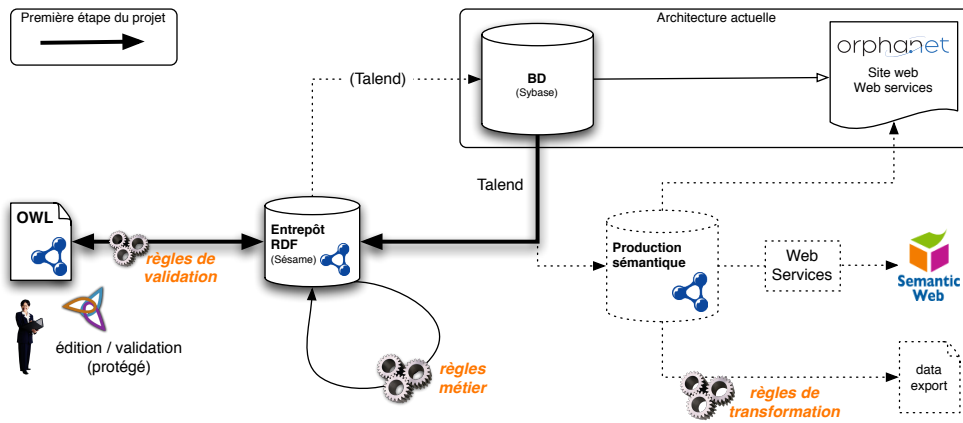 Première étape du projet
Architecture actuelle
orphanet
Site web
Web services
(Talend)
BD
(Sybase)
Talend
OWL
règles de
validation
Entrepôt
RDF
(Sésame)
Production
sémantique
Web
Services
Semantic
Web
édition / validation
(protégé)
règles
métier
règles de
transformation
data
export